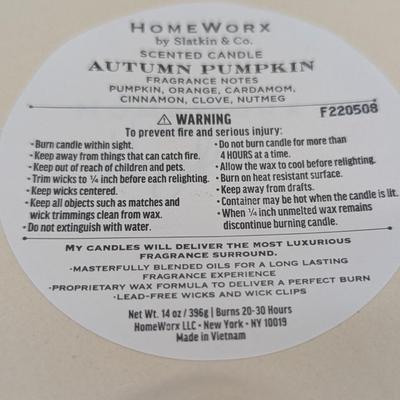 HOMEWORX
by Slatkin & Co.
SCENTED CANDLE
AUTUMN PUMPKIN
FRAGRANCE NOTES
PUMPKIN, ORANGE, CARDAMOM,
CINNAMON, CLOVE, NUTMEG
F220508
⚠ WARNING
To prevent fire and serious injury:
• Burn candle within sight.
• Keep away from things that can catch fire.
• Keep out of reach of children and pets.
• Trim wicks to ¼ inch before each relighting.
• Keep wicks centered.
• Keep all objects such as matches and
wick trimmings clean from wax.
• Do not extinguish with water.
• Do not burn candle for more than
4 HOURS at a time.
• Allow the wax to cool before relighting.
• Burn on heat resistant surface.
• Keep away from drafts.
• Container may be hot when the candle is lit.
• When ¼ inch unmelted wax remains
discontinue burning candle.
MY CANDLES WILL DELIVER THE MOST LUXURIOUS
FRAGRANCE SURROUND.
•MASTERFULLY BLENDED OILS FOR A LONG LASTING
FRAGRANCE EXPERIENCE
•PROPRIETARY WAX FORMULA TO DELIVER A PERFECT BURN
•LEAD-FREE WICKS AND WICK CLIPS
Net Wt. 14 oz / 396g | Burns 20-30 Hours
HomeWorx LLC • New York • NY 10019
Made in Vietnam